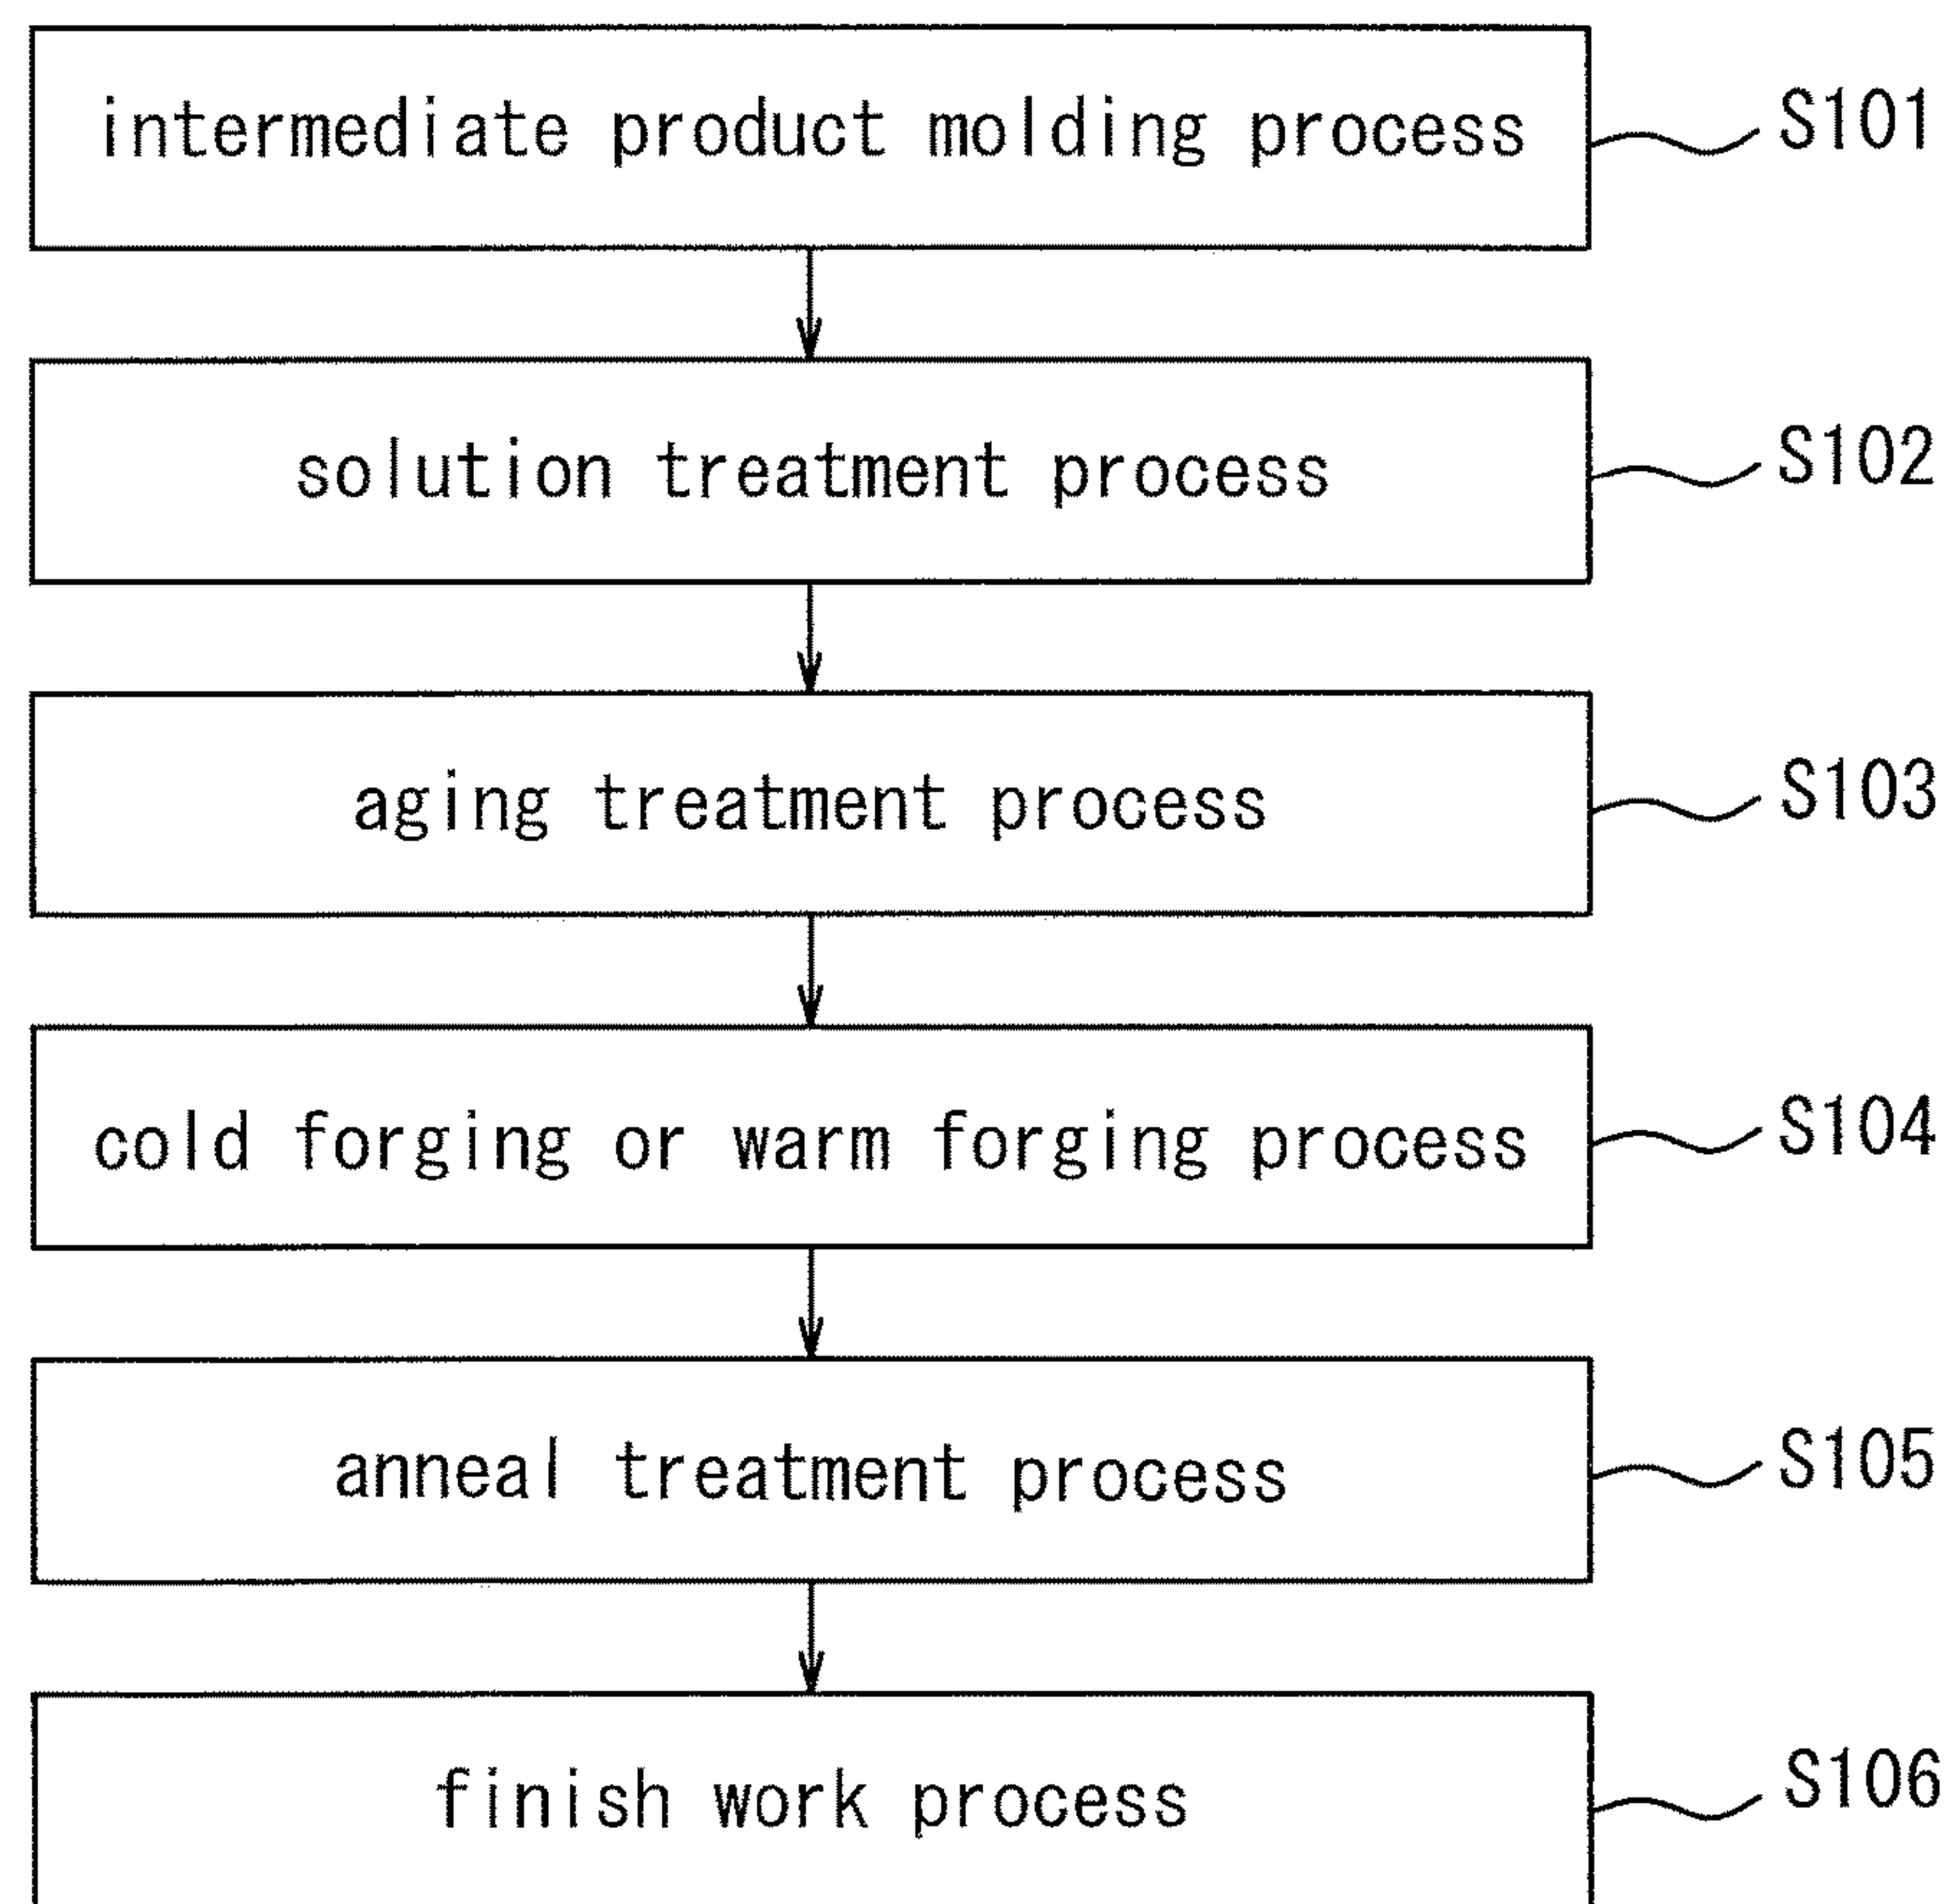 intermediate product molding process S101
solution treatment process S102
aging treatment process S103
cold forging or warm forging process S104
anneal treatment process S105
finish work process S106